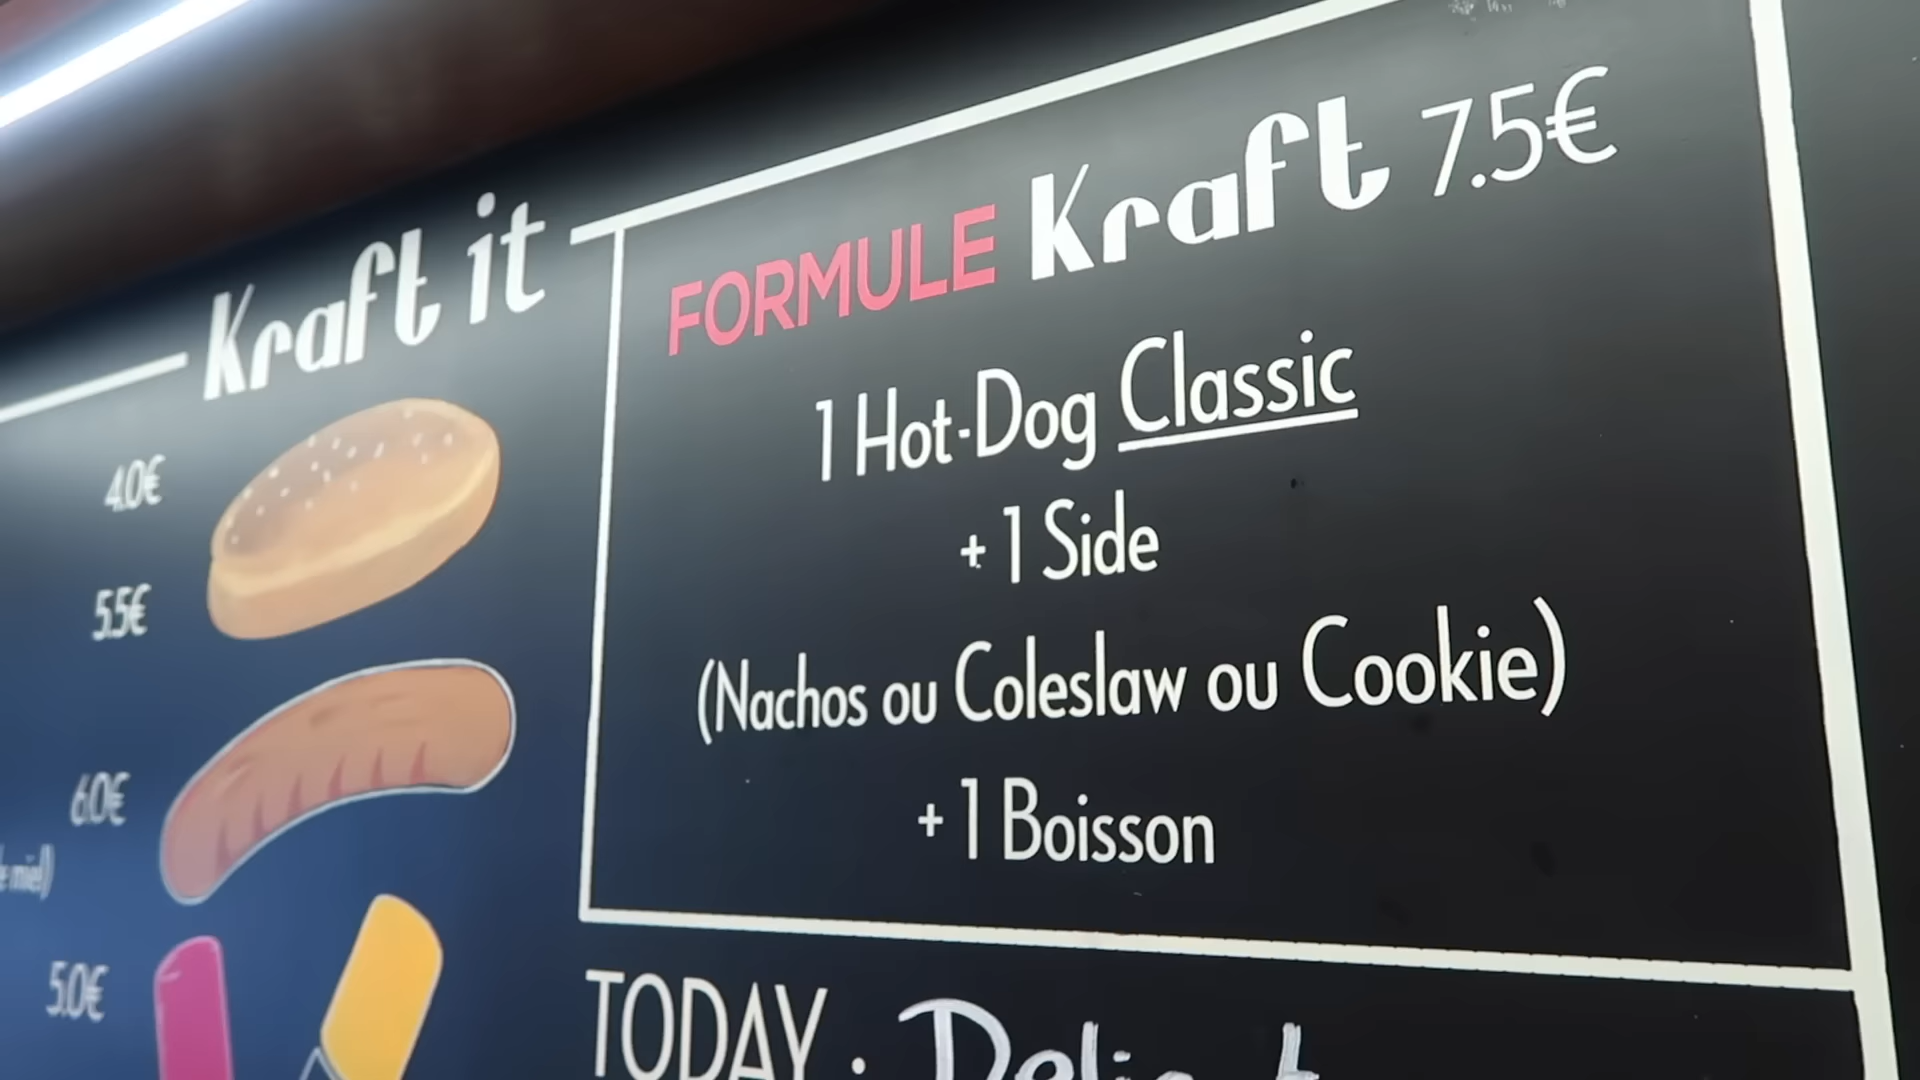 Kraft it
4.0€
5.5€
6.0€
miel)
5.0€
FORMULE Kraft 7.5€
1 Hot-Dog Classic
+ 1 Side
(Nachos ou Coleslaw ou Cookie)
+ 1 Boisson
TODAY :